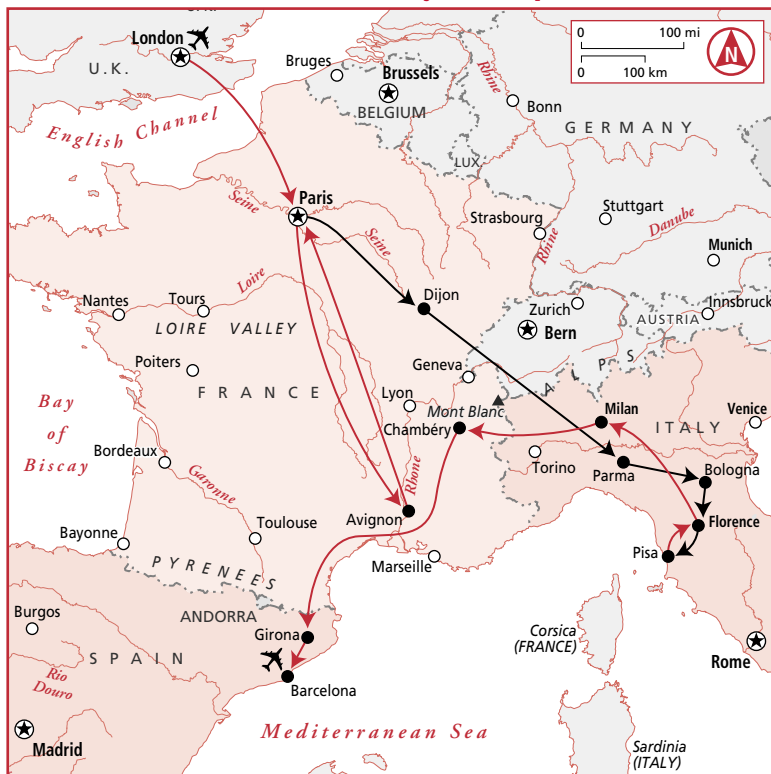 London
U.K.
English Channel
Bruges
Brussels
BELGIUM
LUX.
Rhine
Bonn
GERMANY
0 100 mi
0 100 km
N
Seine
Paris
Seine
Strasbourg
Rhine
Stuttgart
Danube
Munich
Nantes
Tours
Loire
LOIRE VALLEY
Dijon
Zurich
Bern
AUSTRIA
Innsbruck
Poitiers
FRANCE
Geneva
ALPS
Lyon
Mont Blanc
Chambéry
Milan
ITALY
Venice
Bay
of
Biscay
Bordeaux
Garonne
Rhone
Torino
Parma
Bologna
Avignon
Florence
Toulouse
Bayonne
Marseille
Pisa
PYRENEES
ANDORRA
Burgos
Girona
SPAIN
Rio
Douro
Barcelona
Corsica
(FRANCE)
Rome
Madrid
Mediterranean Sea
Sardinia
(ITALY)